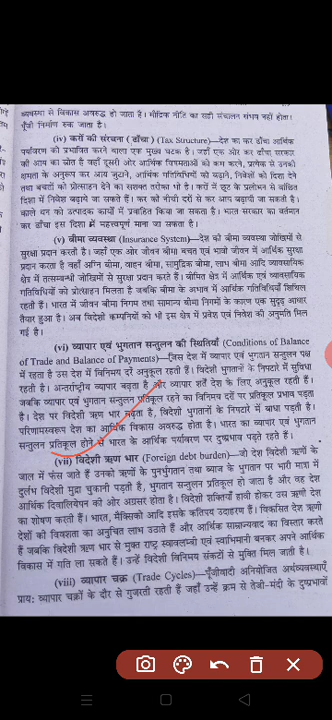 व्यवस्था से विकास अवरुद्ध हो जाता है। मौद्रिक नीति का सही संचालन संभव नहीं होता।
पूँजी निर्माण रुक जाता है।
(iv) करों की संरचना (ढाँचा) (Tax Structure)—देश का कर ढाँचा आर्थिक
पर्यावरण को प्रभावित करने वाला एक मुख्य घटक है। जहाँ एक ओर कर ढाँचा सरकार
की आय का स्रोत है वहाँ दूसरी ओर आर्थिक विषमताओं को कम करने, प्रत्येक से उनकी
क्षमता के अनुरूप कर आय जुटाने, आर्थिक गतिविधियों को बढ़ाने, निवेशों को दिशा देने
तथा बचतों को प्रोत्साहन देने का सशक्त तरीका भी है। करों में छूट के प्रलोभन से वांछित
दिशा में निवेश बढ़ाये जा सकते हैं। कर की नीची दरों से कर आय बढ़ायी जा सकती है।
काले धन को उत्पादक कार्यों में प्रवाहित किया जा सकता है। भारत सरकार का वर्तमान
कर ढाँचा इस दिशा में महत्त्वपूर्ण माना जा सकता है।
(v) बीमा व्यवस्था (Insurance System)—देश की बीमा व्यवस्था जोखिमों से
सुरक्षा प्रदान करती है। जहाँ एक ओर जीवन बीमा बचत एवं भावी जीवन में आर्थिक सुरक्षा
प्रदान करता है वहाँ अग्नि बीमा, वाहन बीमा, सामुद्रिक बीमा, लाभ बीमा आदि व्यावसायिक
क्षेत्र में तत्सम्बन्धी जोखिमों से सुरक्षा प्रदान करते हैं। बीमित क्षेत्र में आर्थिक एवं व्यावसायिक
गतिविधियों को प्रोत्साहन मिलता है जबकि बीमा के अभाव में आर्थिक गतिविधियाँ शिथिल
रहती हैं। भारत में जीवन बीमा निगम तथा सामान्य बीमा निगमों के कारण एक सुदृढ़ आधार
तैयार हुआ है। अब विदेशी कम्पनियों को भी इस क्षेत्र में प्रवेश एवं निवेश की अनुमति मिल
गई है।
(vi) व्यापार एवं भुगतान सन्तुलन की स्थितियाँ (Conditions of Balance
of Trade and Balance of Payments)—जिस देश में व्यापार एवं भुगतान सन्तुलन पक्ष
में रहता है उस देश में विनिमय दरें अनुकूल रहती हैं। विदेशी भुगतानों के निपटारे में सुविधा
रहती है। अन्तर्राष्ट्रीय व्यापार बढ़ता है और व्यापार शर्तें देश के लिए अनुकूल रहती हैं।
जबकि व्यापार एवं भुगतान सन्तुलन प्रतिकूल रहने का विनिमय दरों पर प्रतिकूल प्रभाव पड़ता
है। देश पर विदेशी ऋण भार बढ़ता है, विदेशी भुगतानों के निपटारे में बाधा पड़ती है।
परिणामस्वरूप देश का आर्थिक विकास अवरुद्ध होता है। भारत का व्यापार एवं भुगतान
सन्तुलन प्रतिकूल होने से भारत के आर्थिक पर्यावरण पर दुष्प्रभाव पड़ते रहते हैं।
(vii) विदेशी ऋण भार (Foreign debt burden)—जो देश विदेशी ऋणों के
जाल में फंस जाते हैं उनको ऋणों के पुनर्भुगतान तथा ब्याज के भुगतान पर भारी मात्रा में
दुर्लभ विदेशी मुद्रा चुकानी पड़ती है, भुगतान सन्तुलन प्रतिकूल हो जाता है और वह देश
आर्थिक दिवालियेपन की ओर अग्रसर होता है। विदेशी शक्तियाँ हावी होकर उस ऋणी देश
का शोषण करती हैं। भारत, मैक्सिको आदि इसके कतिपय उदाहरण हैं। विकसित देश ऋणी
देशों की विवशता का अनुचित लाभ उठाते हैं और आर्थिक साम्राज्यवाद का विस्तार करते
हैं जबकि विदेशी ऋण भार से मुक्त राष्ट्र स्वावलम्बी एवं स्वाभिमानी बनकर अपने आर्थिक
विकास में गति ला सकते हैं। उन्हें विदेशी विनिमय संकटों से मुक्ति मिल जाती है।
(viii) व्यापार चक्र (Trade Cycles)—पूँजीवादी अनियोजित अर्थव्यवस्थाएँ
प्राय: व्यापार चक्रों के दौर से गुजरती रहती हैं जहाँ उन्हें क्रम से तेजी-मंदी के दुष्प्रभावों